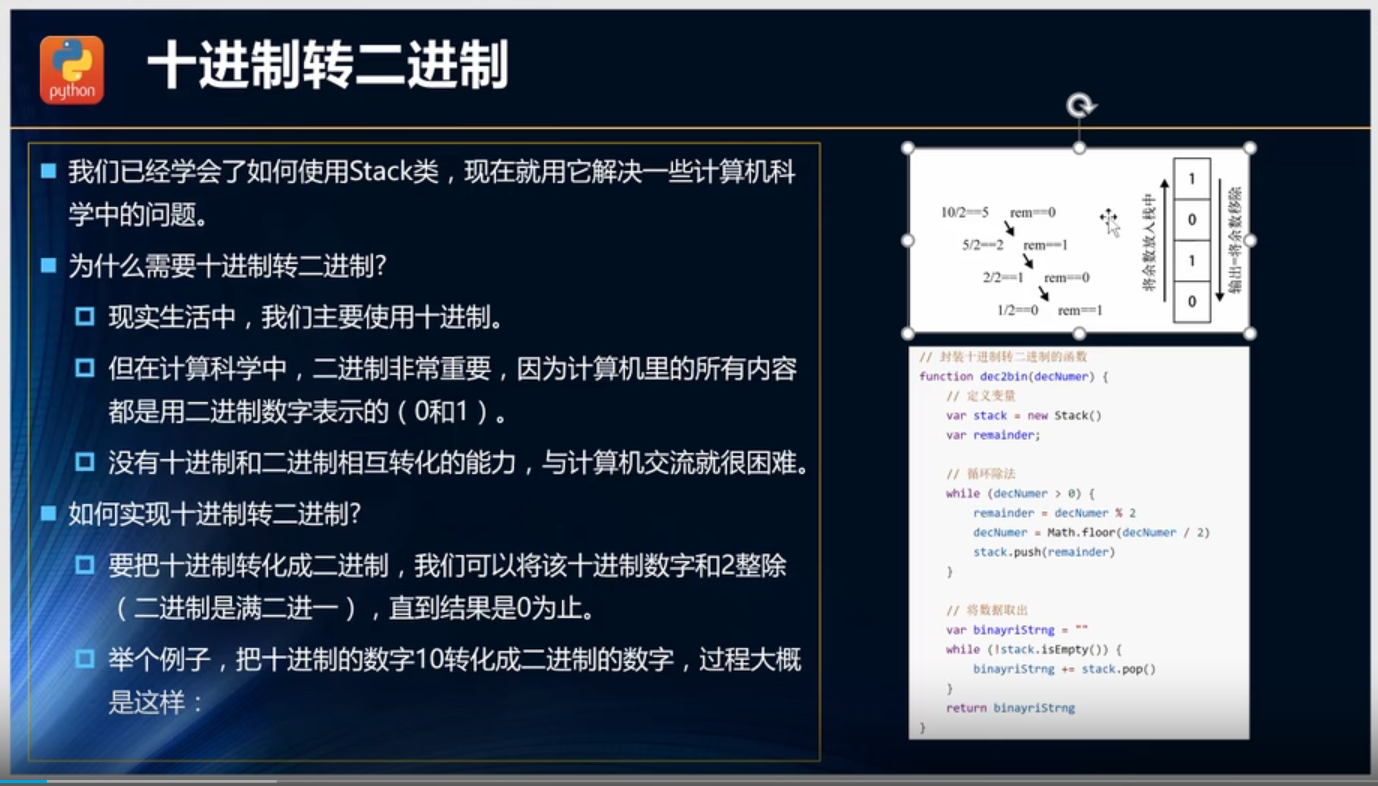 python
十进制转二进制
我们已经学会了如何使用Stack类，现在就用它解决一些计算机科
学中的问题。
为什么需要十进制转二进制?
现实生活中，我们主要使用十进制。
但在计算科学中，二进制非常重要，因为计算机里的所有内容
都是用二进制数字表示的（0和1）。
没有十进制和二进制相互转化的能力，与计算机交流就很困难。
如何实现十进制转二进制?
要把十进制转化成二进制，我们可以将该十进制数字和2整除
（二进制是满二进一），直到结果是0为止。
举个例子，把十进制的数字10转化成二进制的数字，过程大概
是这样：
10/2==5 rem==0
5/2==2 rem==1
2/2==1 rem==0
1/2==0 rem==1
将余数放入栈中
1
0
1
0
输出=将余数移除
// 封装十进制转二进制的函数
function dec2bin(decNumer) {
// 定义变量
var stack = new Stack()
var remainder;
// 循环除法
while (decNumer > 0) {
remainder = decNumer % 2
decNumer = Math.floor(decNumer / 2)
stack.push(remainder)
}
// 将数据取出
var binayriStrng = ""
while (!stack.isEmpty()) {
binayriStrng += stack.pop()
}
return binayriStrng
}